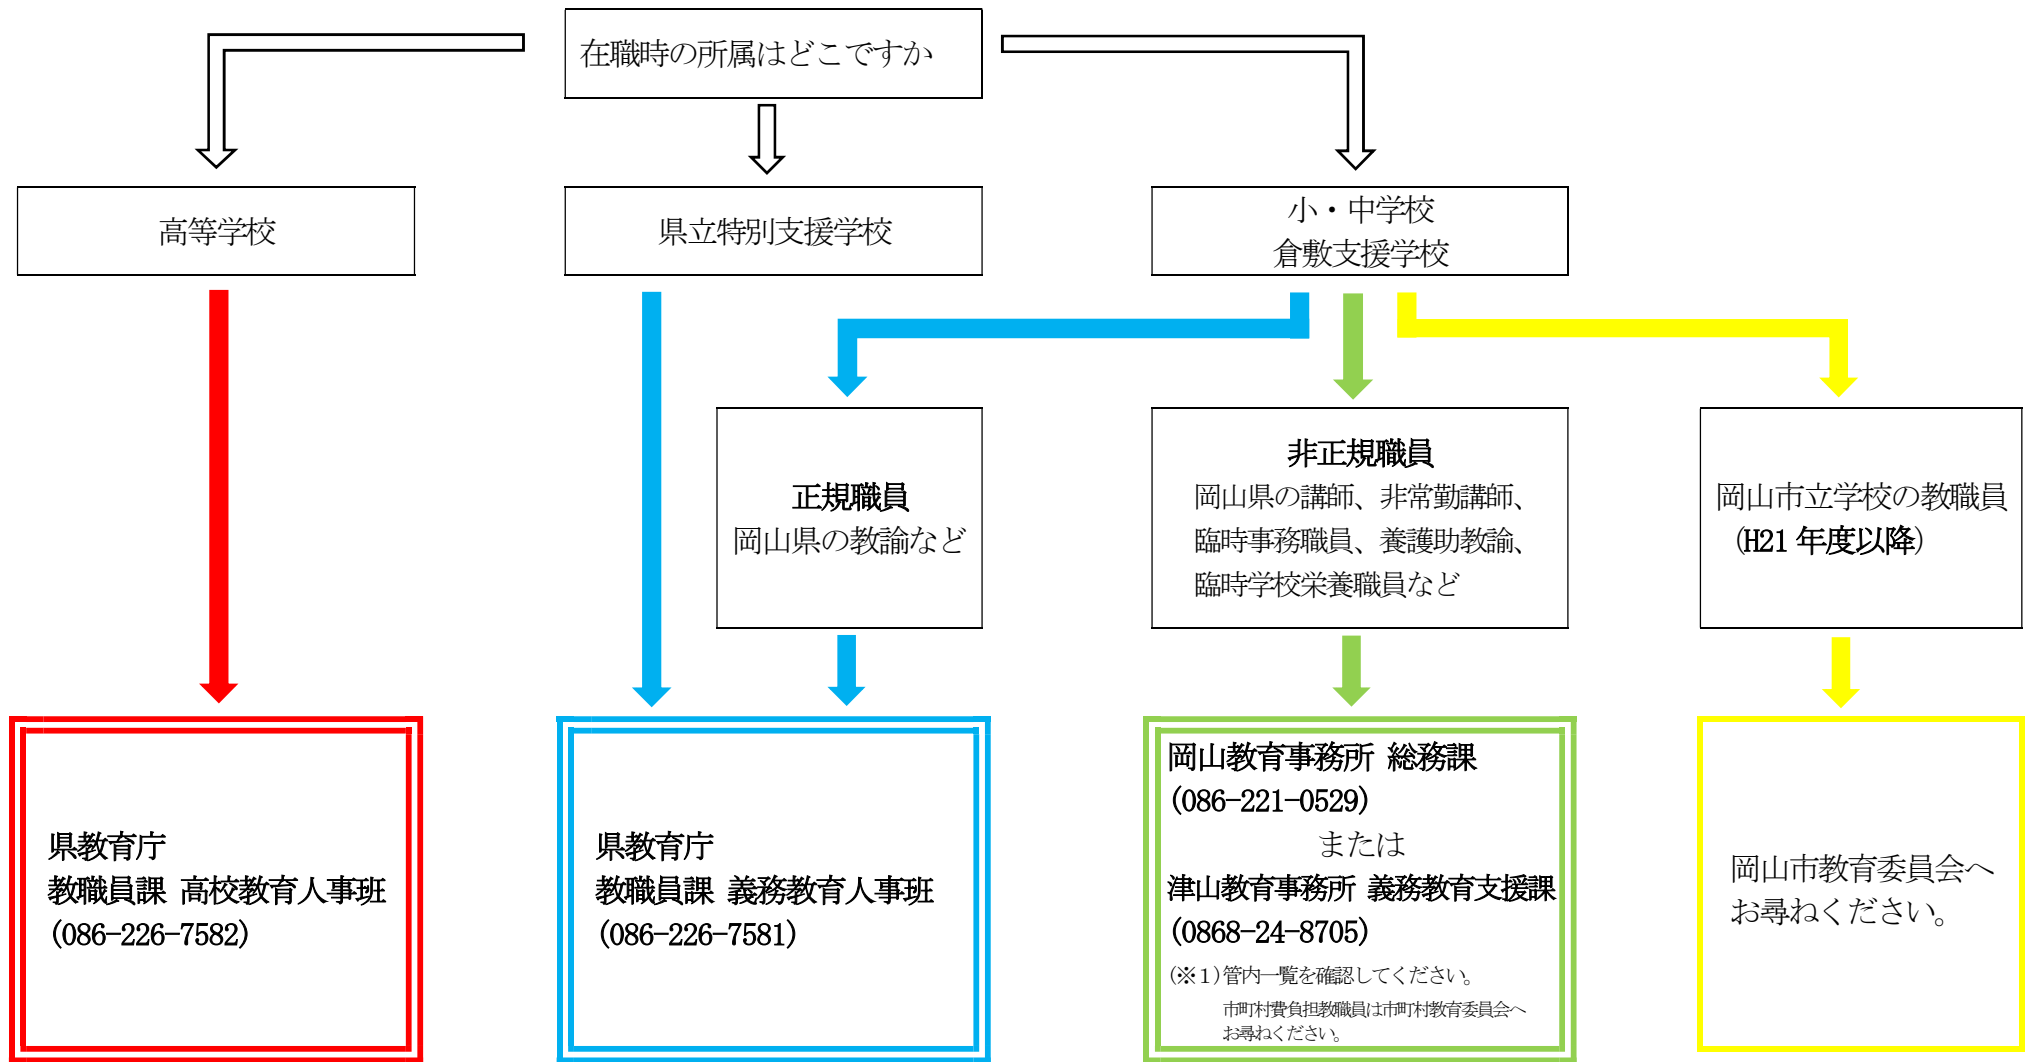 在職時の所属はどこですか
高等学校
県立特別支援学校
小・中学校
倉敷支援学校
正規職員
岡山県の教諭など
非正規職員
岡山県の講師、非常勤講師、
臨時事務職員、養護助教諭、
臨時学校栄養職員など
岡山市立学校の教職員
(H21 年度以降)
県教育庁
教職員課 高校教育人事班
(086-226-7582)
県教育庁
教職員課 義務教育人事班
(086-226-7581)
岡山教育事務所 総務課
(086-221-0529)
または
津山教育事務所 義務教育支援課
(0868-24-8705)
(※1)管内一覧を確認してください。
市町村費負担教職員は市町村教育委員会へ
お尋ねください。
岡山市教育委員会へ
お尋ねください。